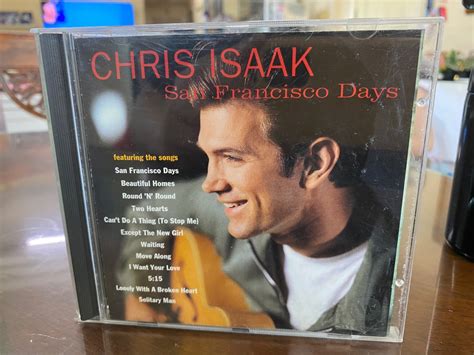 CHRIS ISAAK
San Francisco Days
featuring the songs
San Francisco Days
Beautiful Homes
Round 'N' Round
Two Hearts
Can't Do A Thing (To Stop Me)
Except The New Girl
Waiting
Move Along
I Want Your Love
5:15
Lonely With A Broken Heart
Solitary Man